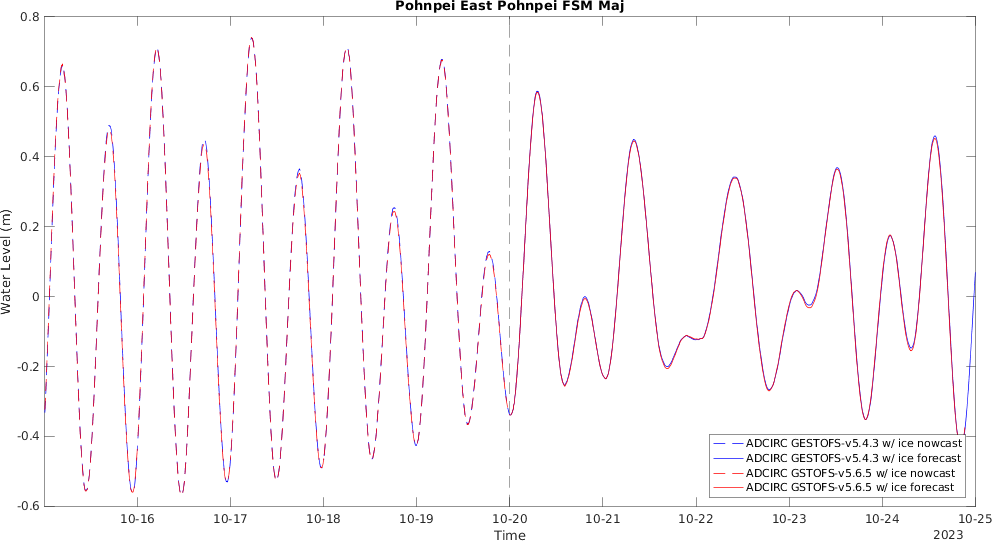 Pohnpei East Pohnpei FSM Maj
0.8
0.6
0.4
0.2
0
-0.2
-0.4
-0.6
Water Level (m)
ADCIRC GESTOFS-v5.4.3 w/ ice nowcast
ADCIRC GESTOFS-v5.4.3 w/ ice forecast
ADCIRC GSTOFS-v5.6.5 w/ ice nowcast
ADCIRC GSTOFS-v5.6.5 w/ ice forecast
10-16 10-17 10-18 10-19 10-20 10-21 10-22 10-23 10-24 10-25
Time
2023